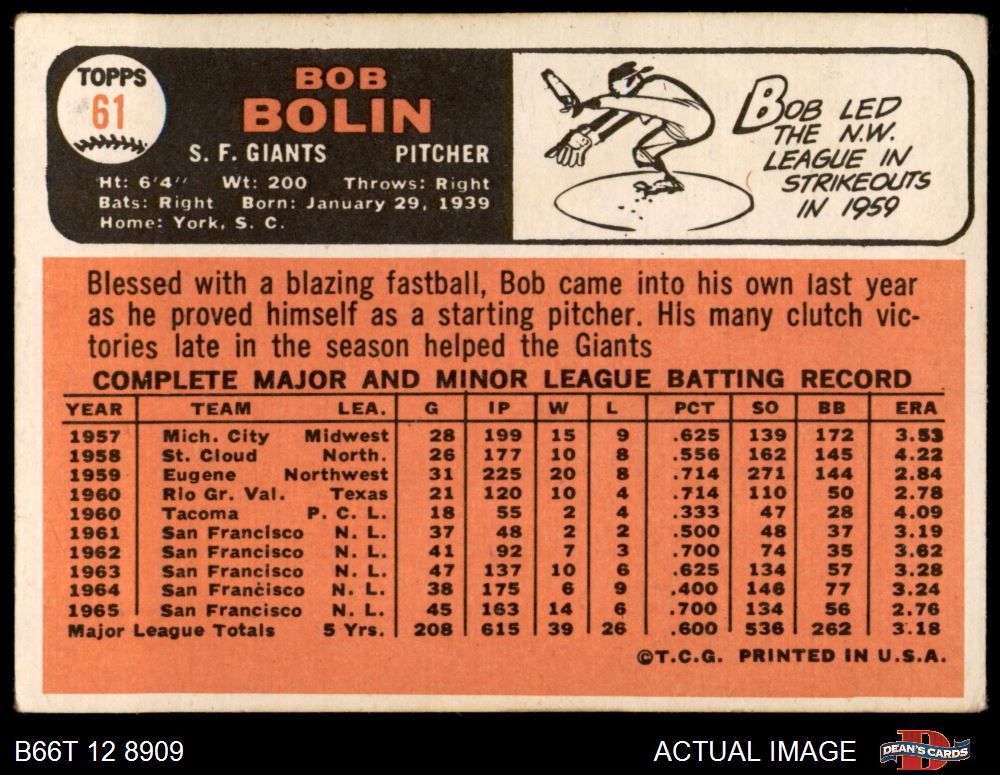 TOPPS
61
BOB
BOLIN
S. F. GIANTS PITCHER
Ht: 6'4" Wt: 200 Throws: Right
Bats: Right Born: January 29, 1939
Home: York, S. C.
BOB LED
THE N.W.
LEAGUE IN
STRIKEOUTS
IN 1959
Blessed with a blazing fastball, Bob came into his own last year
as he proved himself as a starting pitcher. His many clutch vic-
tories late in the season helped the Giants
COMPLETE MAJOR AND MINOR LEAGUE BATTING RECORD
YEAR TEAM LEA. G IP W L PCT SO BB ERA
1957 Mich. City Midwest 28 199 15 9 .625 139 172 3.53
1958 St. Cloud North. 26 177 10 8 .556 162 145 4.22
1959 Eugene Northwest 31 225 20 8 .714 271 144 2.84
1960 Rio Gr. Val. Texas 21 120 10 4 .714 110 50 2.78
1960 Tacoma P. C. L. 18 55 2 4 .333 47 28 4.09
1961 San Francisco N. L. 37 48 2 2 .500 48 37 3.19
1962 San Francisco N. L. 41 92 7 3 .700 74 35 3.62
1963 San Francisco N. L. 47 137 10 6 .625 134 57 3.28
1964 San Francisco N. L. 38 175 6 9 .400 146 77 3.24
1965 San Francisco N. L. 45 163 14 6 .700 134 56 2.76
Major League Totals 5 Yrs. 208 615 39 26 .600 536 262 3.18
©T.C.G. PRINTED IN U.S.A.
B66T 12 8909 ACTUAL IMAGE DEAN'S CARDS